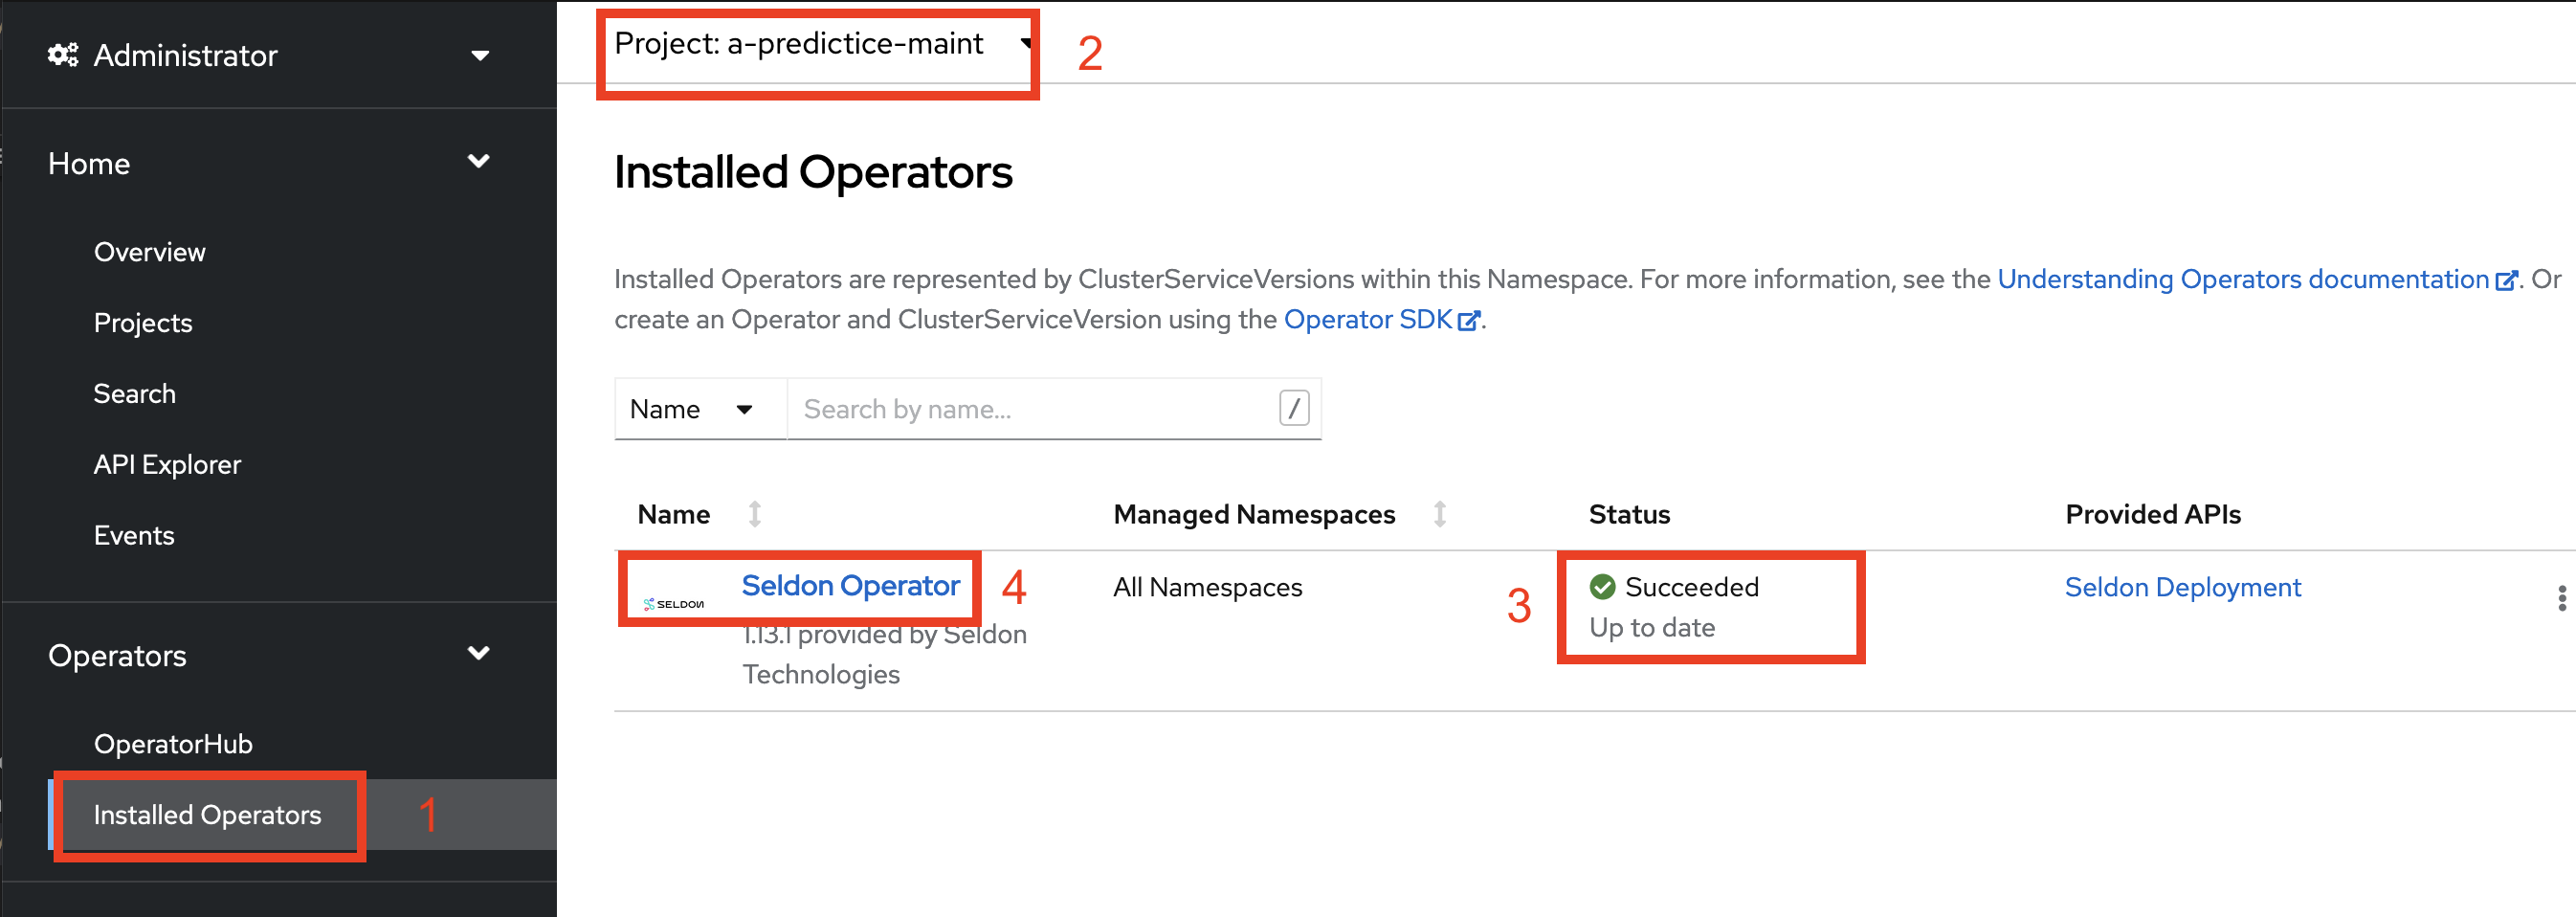 Administrator
Home
Overview
Projects
Search
API Explorer
Events
Operators
OperatorHub
Installed Operators 1
Project: a-predictice-maint 2
Installed Operators
Installed Operators are represented by ClusterServiceVersions within this Namespace. For more information, see the Understanding Operators documentation. Or
create an Operator and ClusterServiceVersion using the Operator SDK.
Name Search by name... /
Name Managed Namespaces Status Provided APIs
SELDON Seldon Operator 4 All Namespaces 3 Succeeded Seldon Deployment
Up to date
1.13.1 provided by Seldon
Technologies